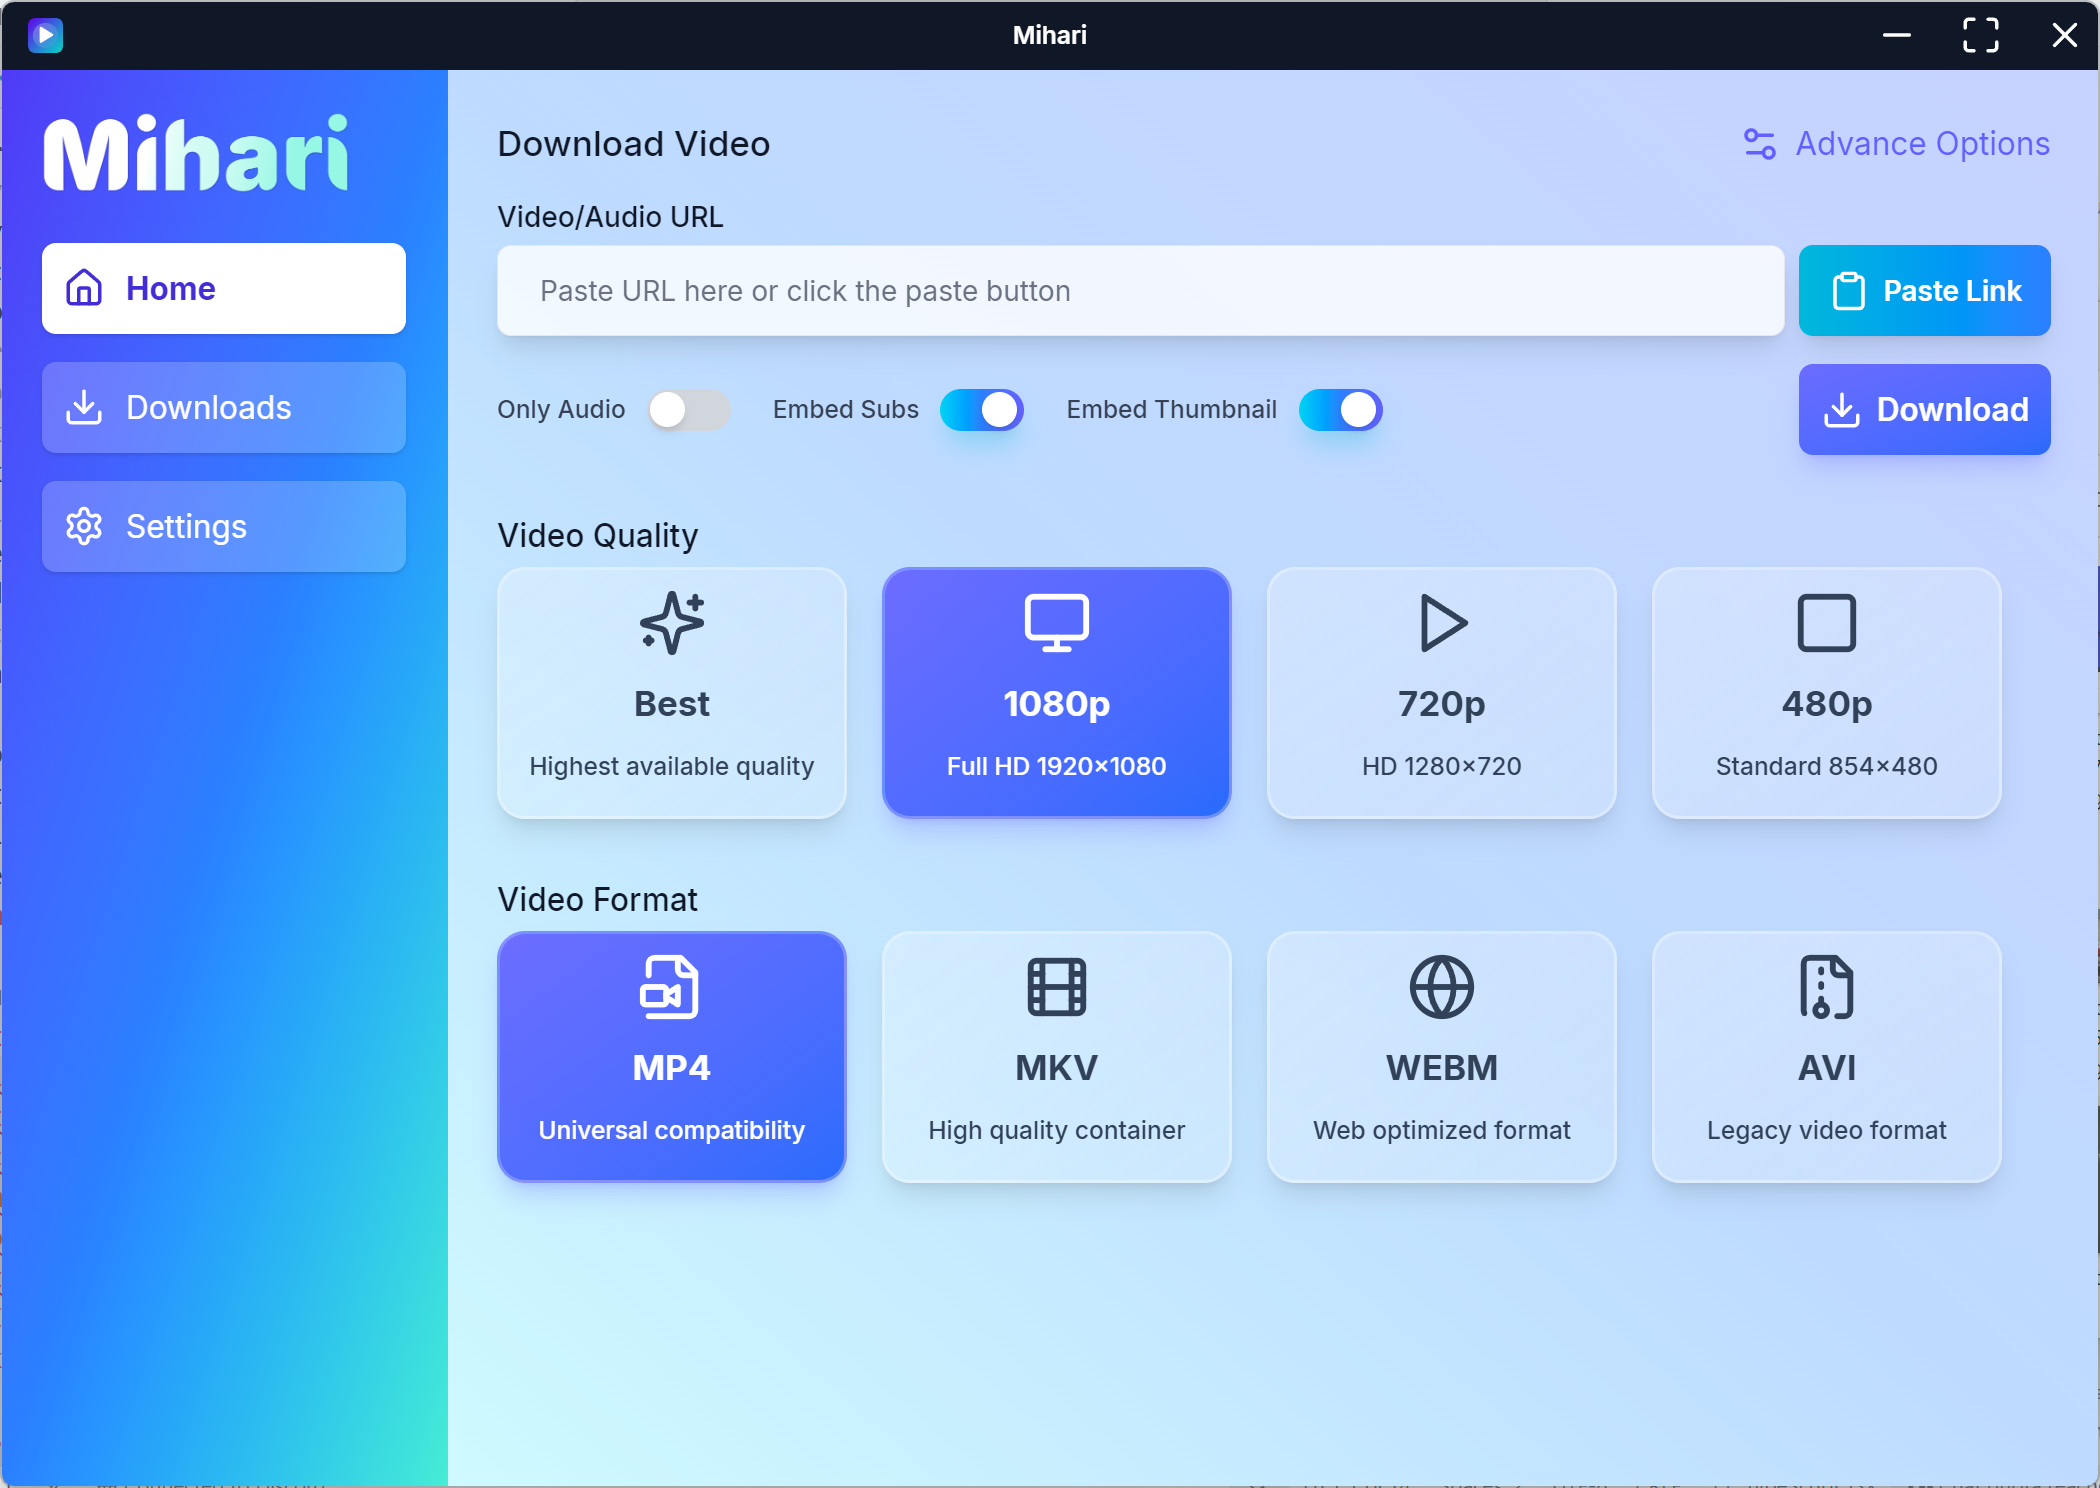 Mihari
Mihari
Home
Downloads
Settings
Download Video
Advance Options
Video/Audio URL
Paste URL here or click the paste button
Paste Link
Only Audio
Embed Subs
Embed Thumbnail
Download
Video Quality
Best
Highest available quality
1080p
Full HD 1920×1080
720p
HD 1280×720
480p
Standard 854×480
Video Format
MP4
Universal compatibility
MKV
High quality container
WEBM
Web optimized format
AVI
Legacy video format